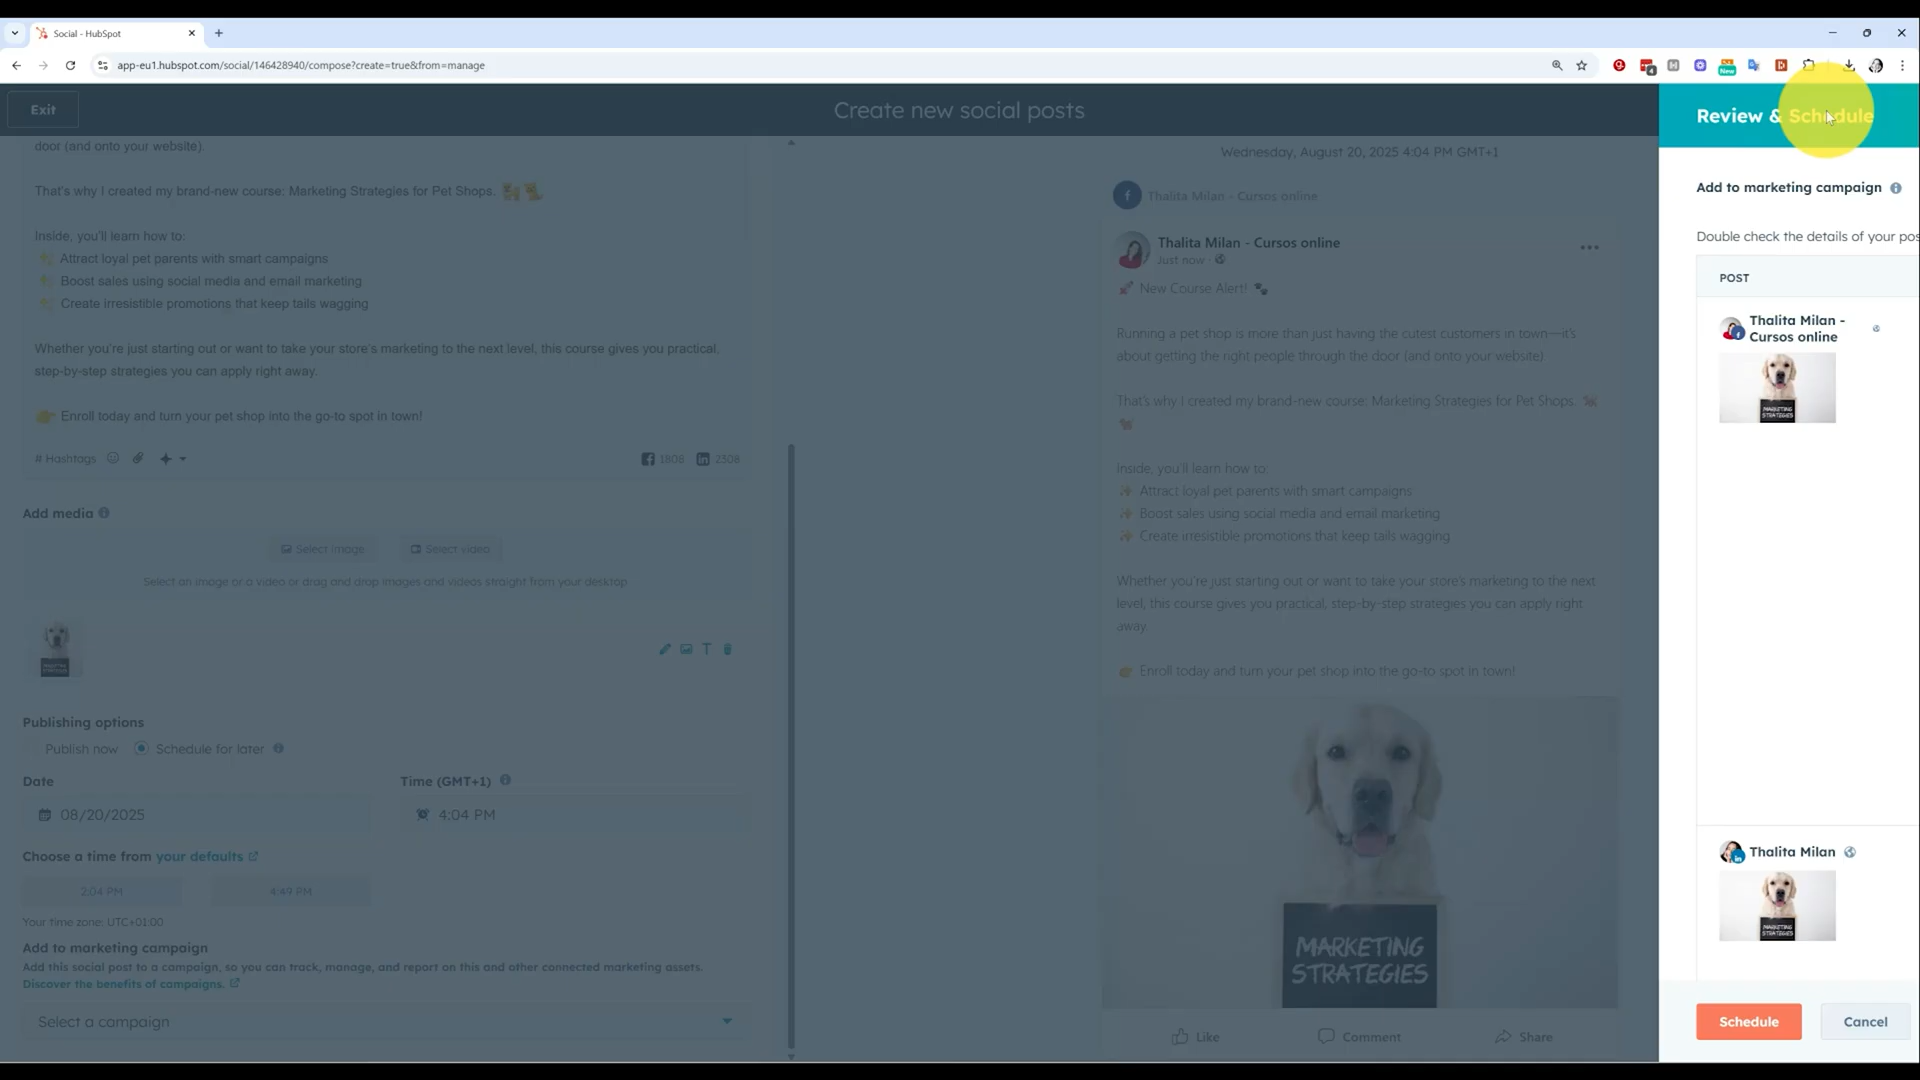 Social - HubSpot
app-eu1.hubspot.com/social/146428940/compose?create=true&from=manage
New
Exit
Create new social posts
door (and onto your website).
That's why I created my brand-new course: Marketing Strategies for Pet Shops. 🐕 🐈
Inside, you'll learn how to:
✨ Attract loyal pet parents with smart campaigns
✨ Boost sales using social media and email marketing
✨ Create irresistible promotions that keep tails wagging
Whether you're just starting out or want to take your store's marketing to the next level, this course gives you practical,
step-by-step strategies you can apply right away.
👉 Enroll today and turn your pet shop into the go-to spot in town!
# Hashtags
1806
2308
Add media
Select image
Select video
Select an image or a video or drag and drop images and videos straight from your desktop
Publishing options
Publish now
Schedule for later
Date
Time (GMT+1)
08/20/2025
4:04 PM
Choose a time from your defaults
2:04 PM
4:49 PM
Your time zone: UTC+01:00
Add to marketing campaign
Add this social post to a campaign, so you can track, manage, and report on this and other connected marketing assets.
Discover the benefits of campaigns.
Select a campaign
Wednesday, August 20, 2025 4:04 PM GMT+1
Thalita Milan - Cursos online
Thalita Milan - Cursos online
Just now ·
🚀 New Course Alert! 🐾
Running a pet shop is more than just having the cutest customers in town—it's
about getting the right people through the door (and onto your website)
That's why I created my brand-new course: Marketing Strategies for Pet Shops. 🐕
🐈
Inside, you'll learn how to:
✨ Attract loyal pet parents with smart campaigns
✨ Boost sales using social media and email marketing
✨ Create irresistible promotions that keep tails wagging
Whether you're just starting out or want to take your store's marketing to the next
level, this course gives you practical, step-by-step strategies you can apply right
away.
👉 Enroll today and turn your pet shop into the go-to spot in town!
MARKETING
STRATEGIES
Like
Comment
Share
Review & Schedule
Add to marketing campaign
Double check the details of your pos
POST
Thalita Milan -
Cursos online
MARKETING
STRATEGIES
Thalita Milan
MARKETING
STRATEGIES
Schedule
Cancel